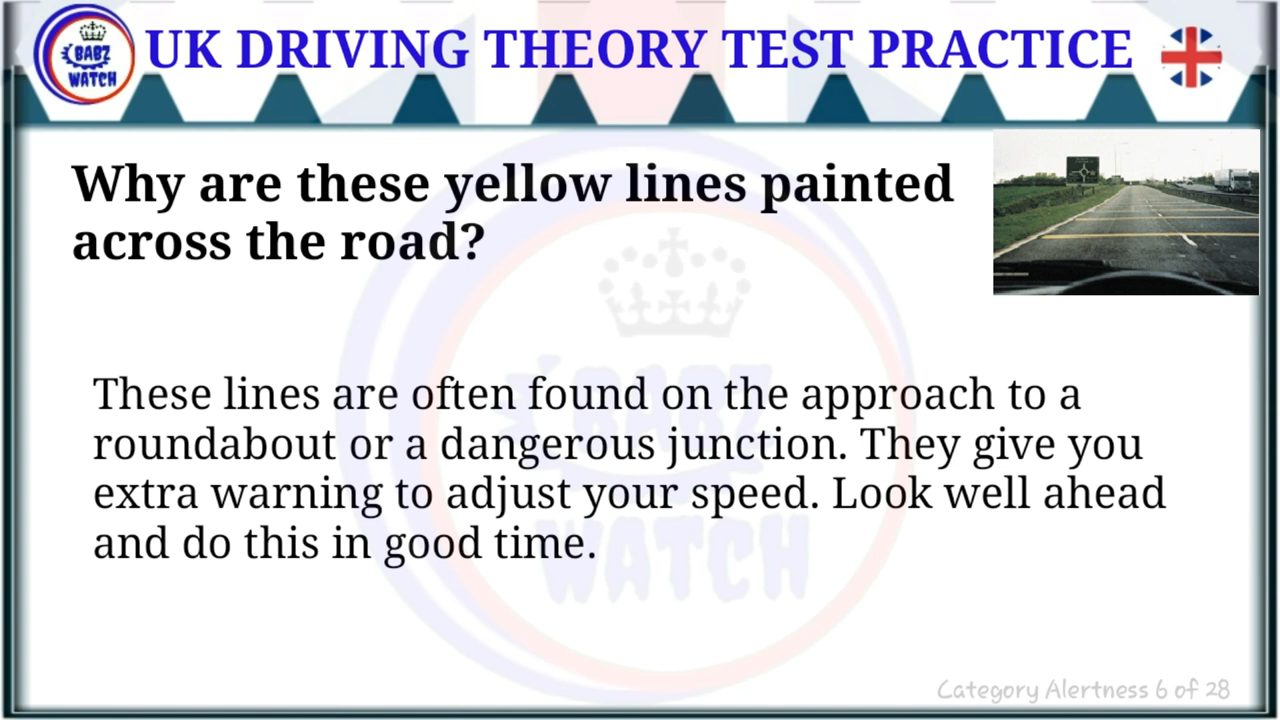 BABZ
WATCH
UK DRIVING THEORY TEST PRACTICE
Why are these yellow lines painted
across the road?
These lines are often found on the approach to a
roundabout or a dangerous junction. They give you
extra warning to adjust your speed. Look well ahead
and do this in good time.
BABZ
WATCH
Category Alertness 6 of 28